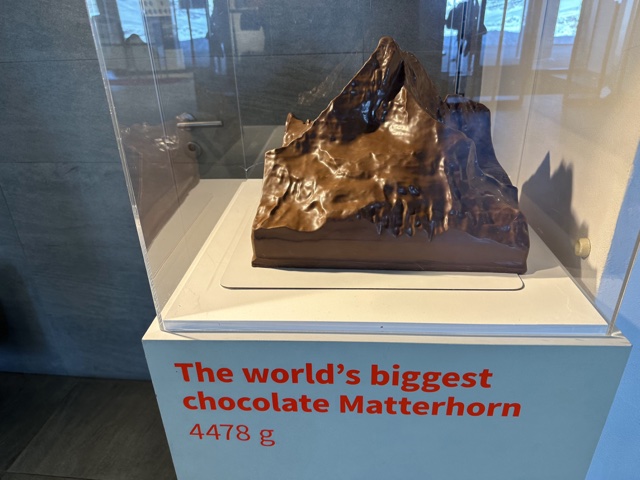 The world's biggest
chocolate Matterhorn
4478 g